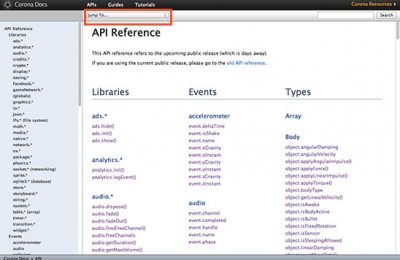 Corona Docs
APIs
Guides
Tutorials
Corona Resources
Jump To...
Search
API Reference
Libraries
ads.*
analytics.*
audio.*
credits.*
crypto.*
display.*
easing.*
facebook.*
gameNetwork.*
(globals)
graphics.*
io.*
json.*
lfs (file system)
math.*
media.*
native.*
network.*
os.*
package.*
physics.*
socket.* (networking)
sprite.*
sqlite3.* (database)
store.*
storyboard.*
string.*
system.*
table.* (array)
timer.*
transition.*
widget.*
Events
accelerometer
audio
API Reference
This API reference refers to the upcoming public release (which is days away).
If you are using the current public release, please go to the old API reference.
Libraries
ads.*
ads.hide()
ads.init()
ads.show()
analytics.*
analytics.init()
analytics.logEvent()
audio.*
audio.dispose()
audio.fade()
audio.fadeOut()
audio.findFreeChannel()
audio.freeChannels
audio.getDuration()
audio.getMaxVolume()
Events
accelerometer
event.deltaTime
event.isShake
event.name
event.xGravity
event.xInstant
event.yGravity
event.yInstant
event.zGravity
event.zInstant
audio
event.channel
event.completed
event.handle
event.name
event.phase
Types
Array
Body
object.angularDamping
object.angularVelocity
object.applyAngularImpulse()
object.applyForce()
object.applyLinearImpulse()
object.applyTorque()
object.bodyType
object.getLinearVelocity()
object.isAwake
object.isBodyActive
object.isBullet
object.isFixedRotation
object.isSensor
object.isSleepingAllowed
object.linearDamping
Corona Docs
API